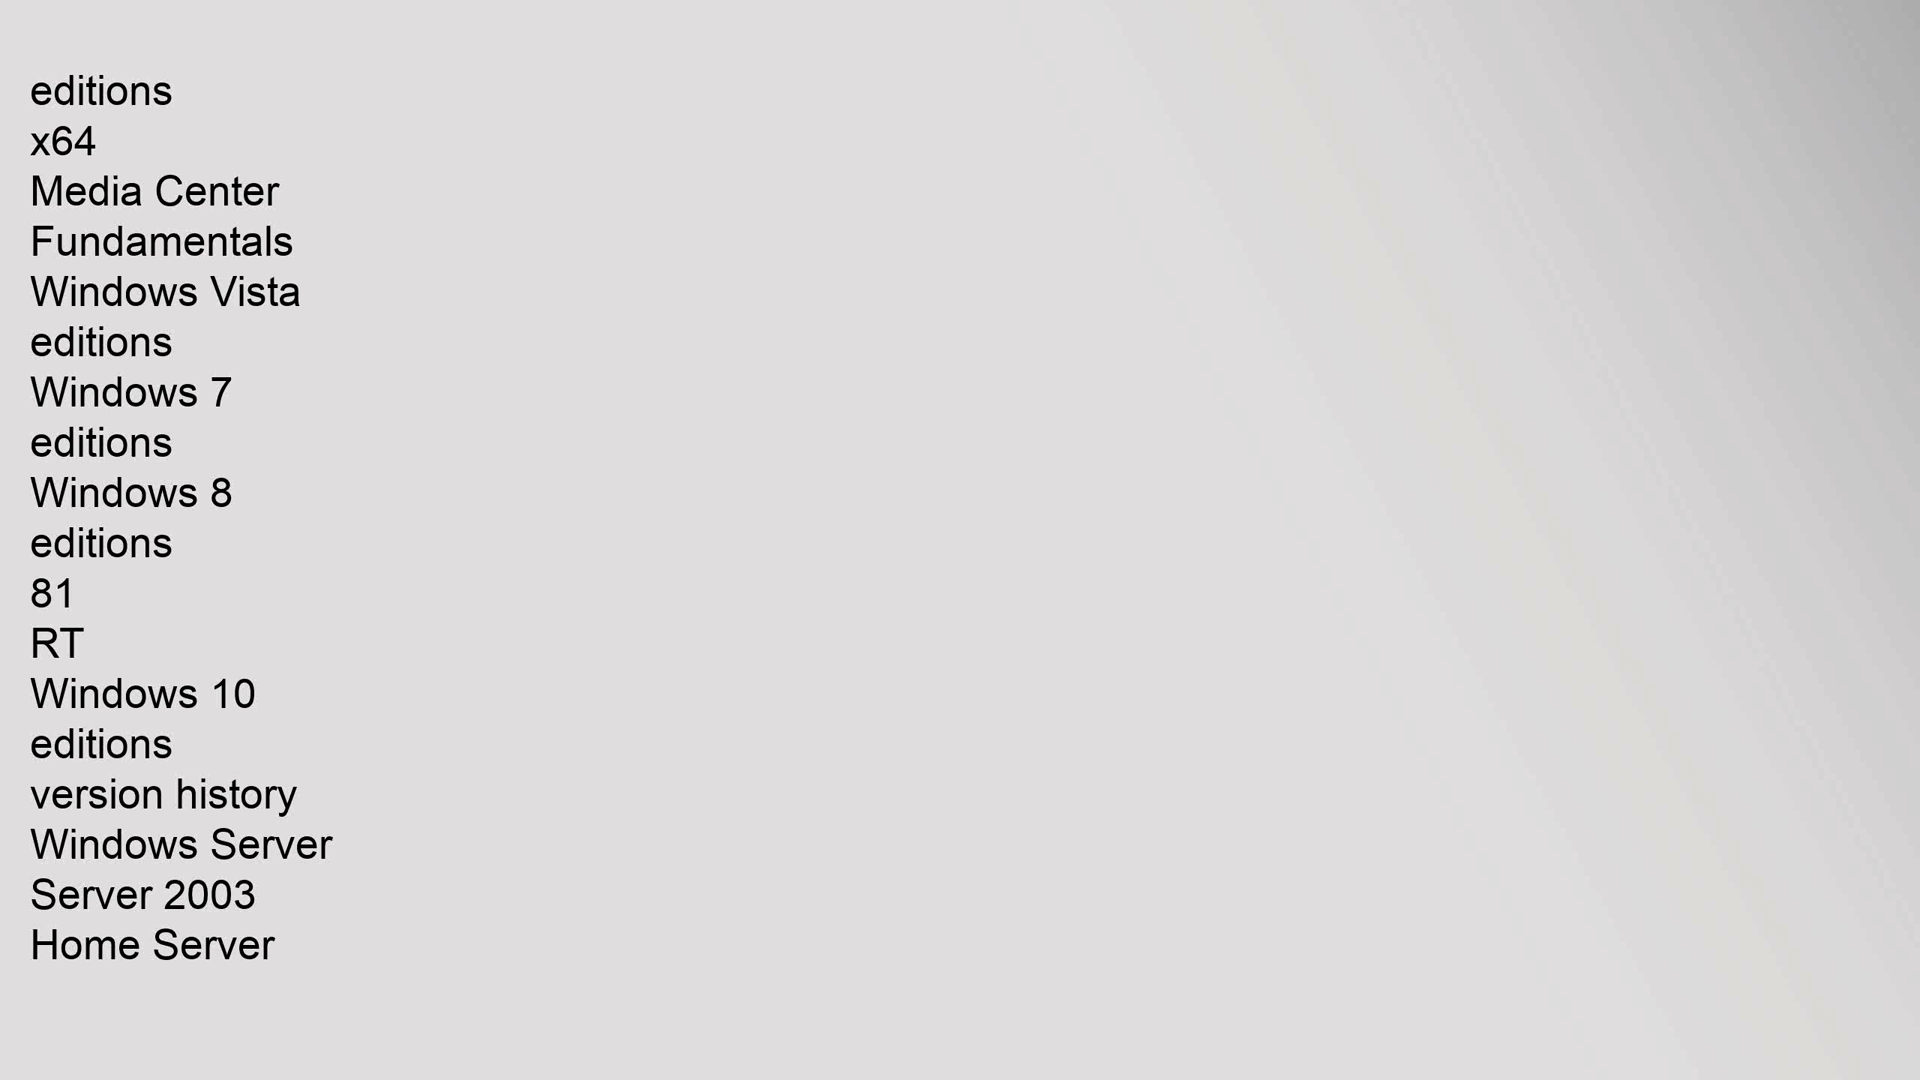 editions
x64
Media Center
Fundamentals
Windows Vista
editions
Windows 7
editions
Windows 8
editions
81
RT
Windows 10
editions
version history
Windows Server
Server 2003
Home Server